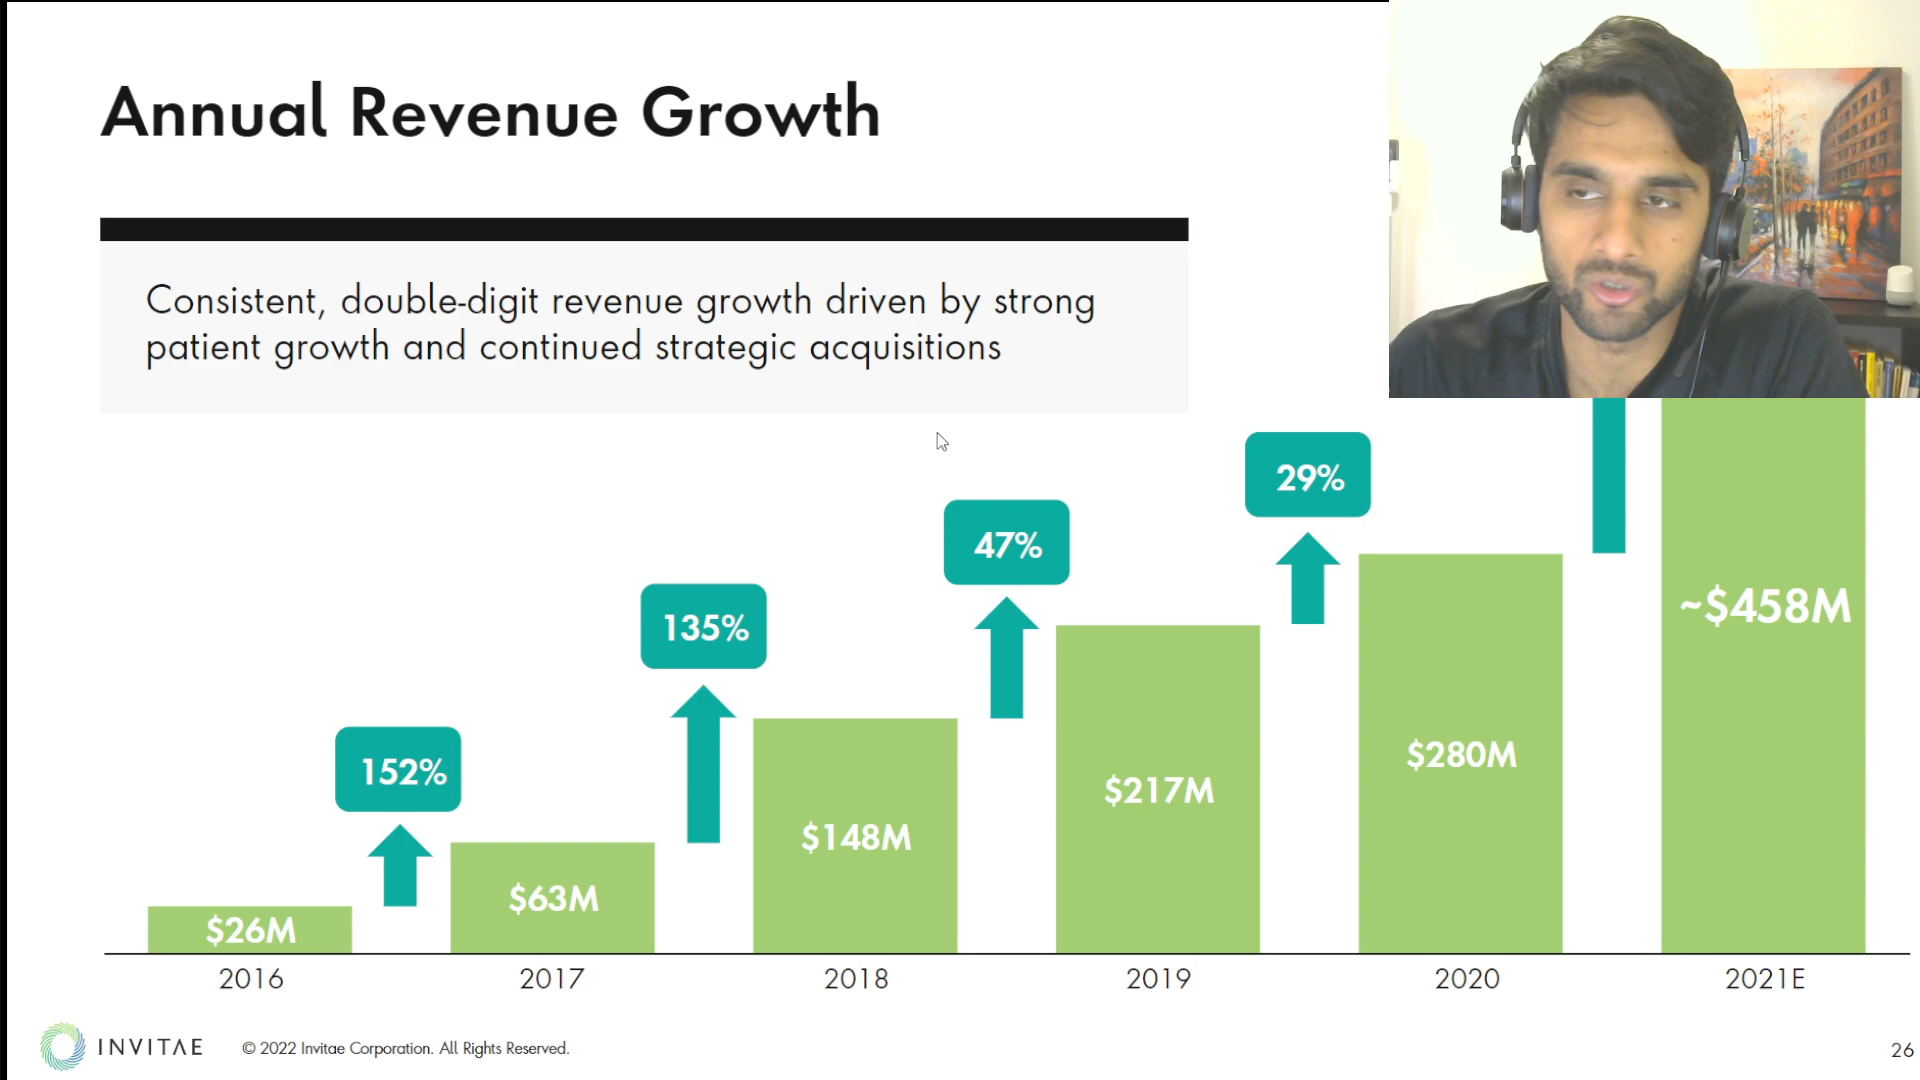 Annual Revenue Growth
Consistent, double-digit revenue growth driven by strong
patient growth and continued strategic acquisitions
29%
47%
135%
152%
~$458M
$280M
$217M
$148M
$63M
$26M
2016
2017
2018
2019
2020
2021E
INVITAE
© 2022 Invitae Corporation. All Rights Reserved.
26